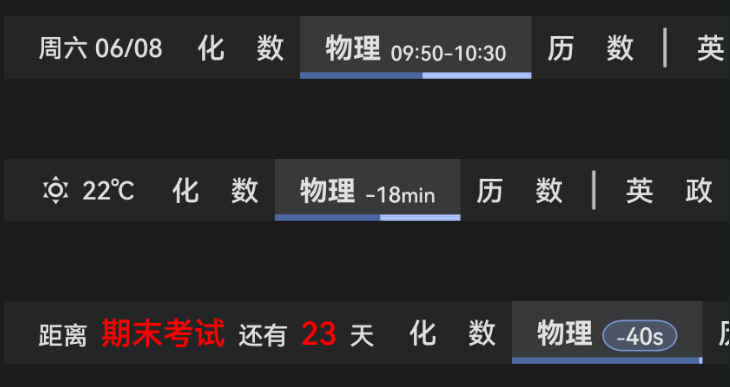 周六 06/08 化 数 物理 09:50-10:30 历 数 | 英
22℃ 化 数 物理 -18min 历 数 | 英 政
距离 期末考试 还有 23 天 化 数 物理 -40s